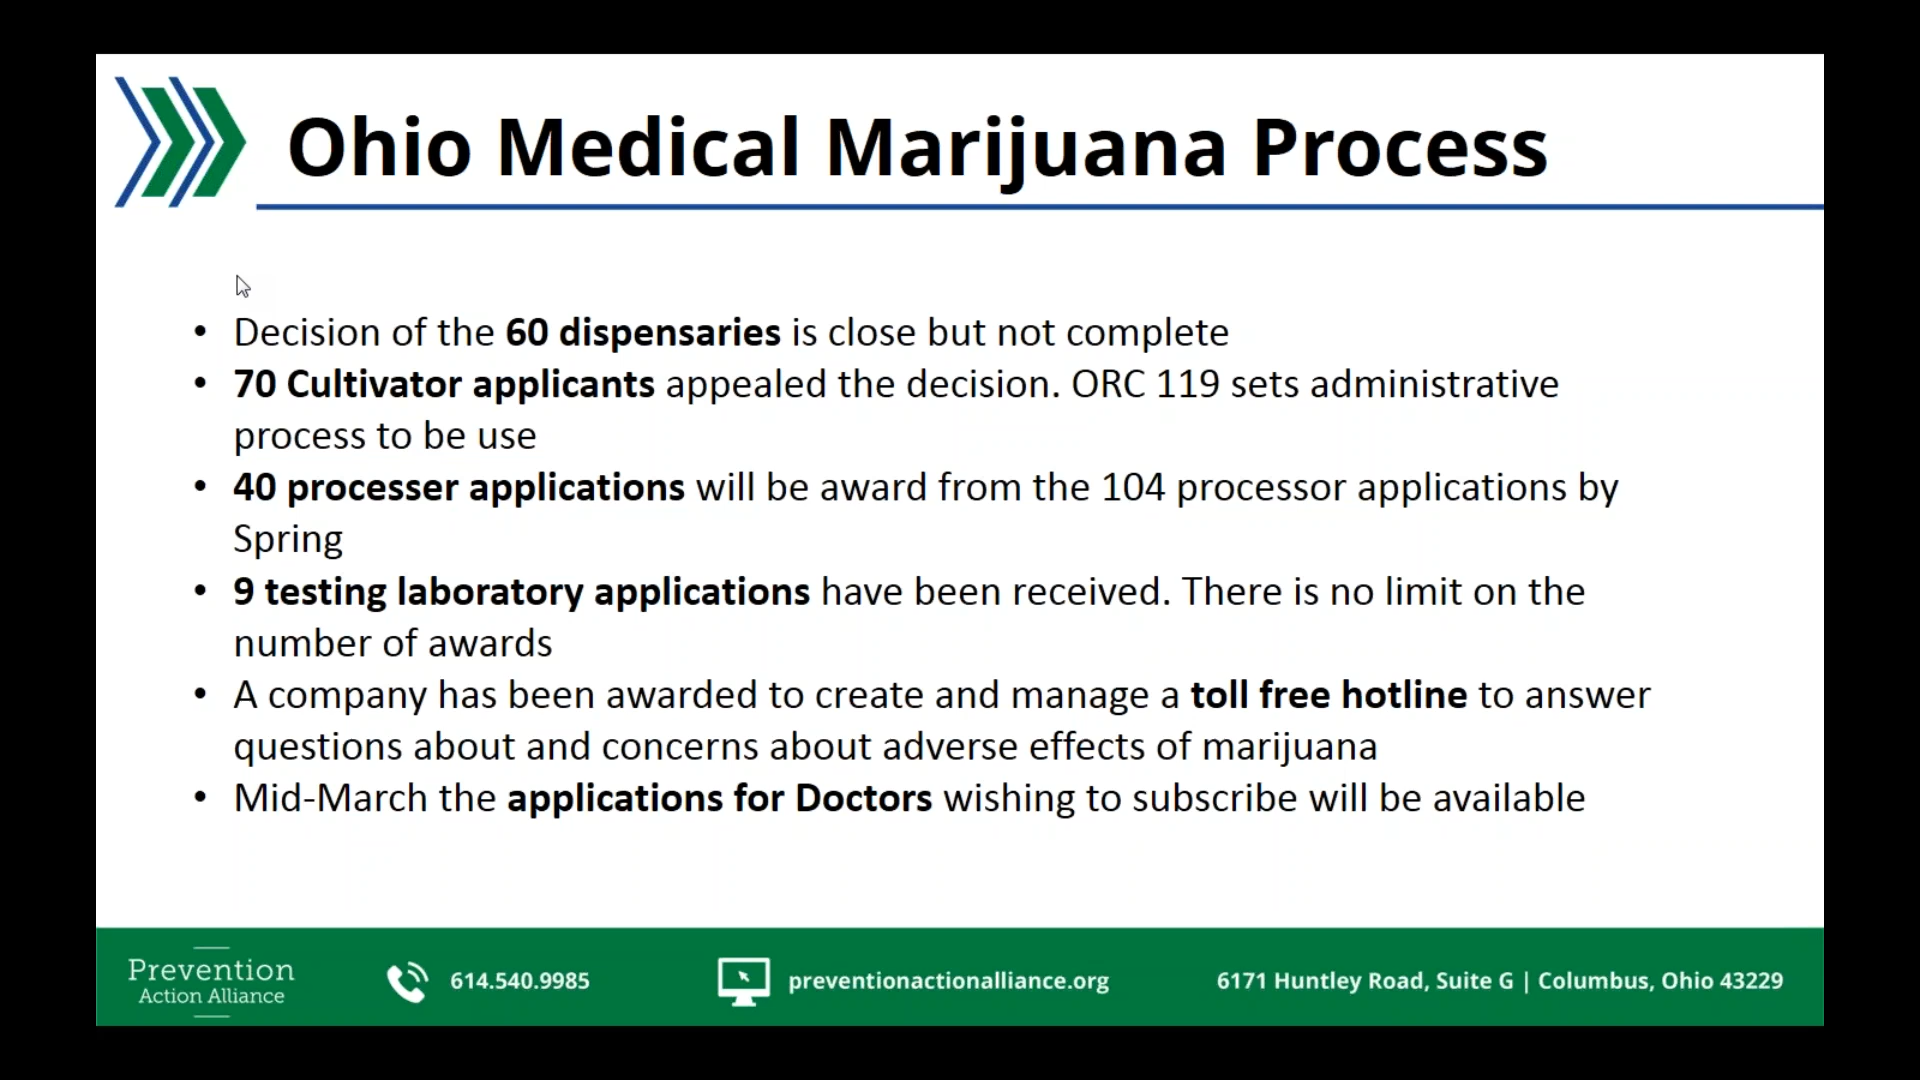 Ohio Medical Marijuana Process
• Decision of the 60 dispensaries is close but not complete
• 70 Cultivator applicants appealed the decision. ORC 119 sets administrative
process to be use
• 40 processer applications will be award from the 104 processor applications by
Spring
• 9 testing laboratory applications have been received. There is no limit on the
number of awards
• A company has been awarded to create and manage a toll free hotline to answer
questions about and concerns about adverse effects of marijuana
• Mid-March the applications for Doctors wishing to subscribe will be available
Prevention
Action Alliance
614.540.9985
preventionactionalliance.org
6171 Huntley Road, Suite G | Columbus, Ohio 43229